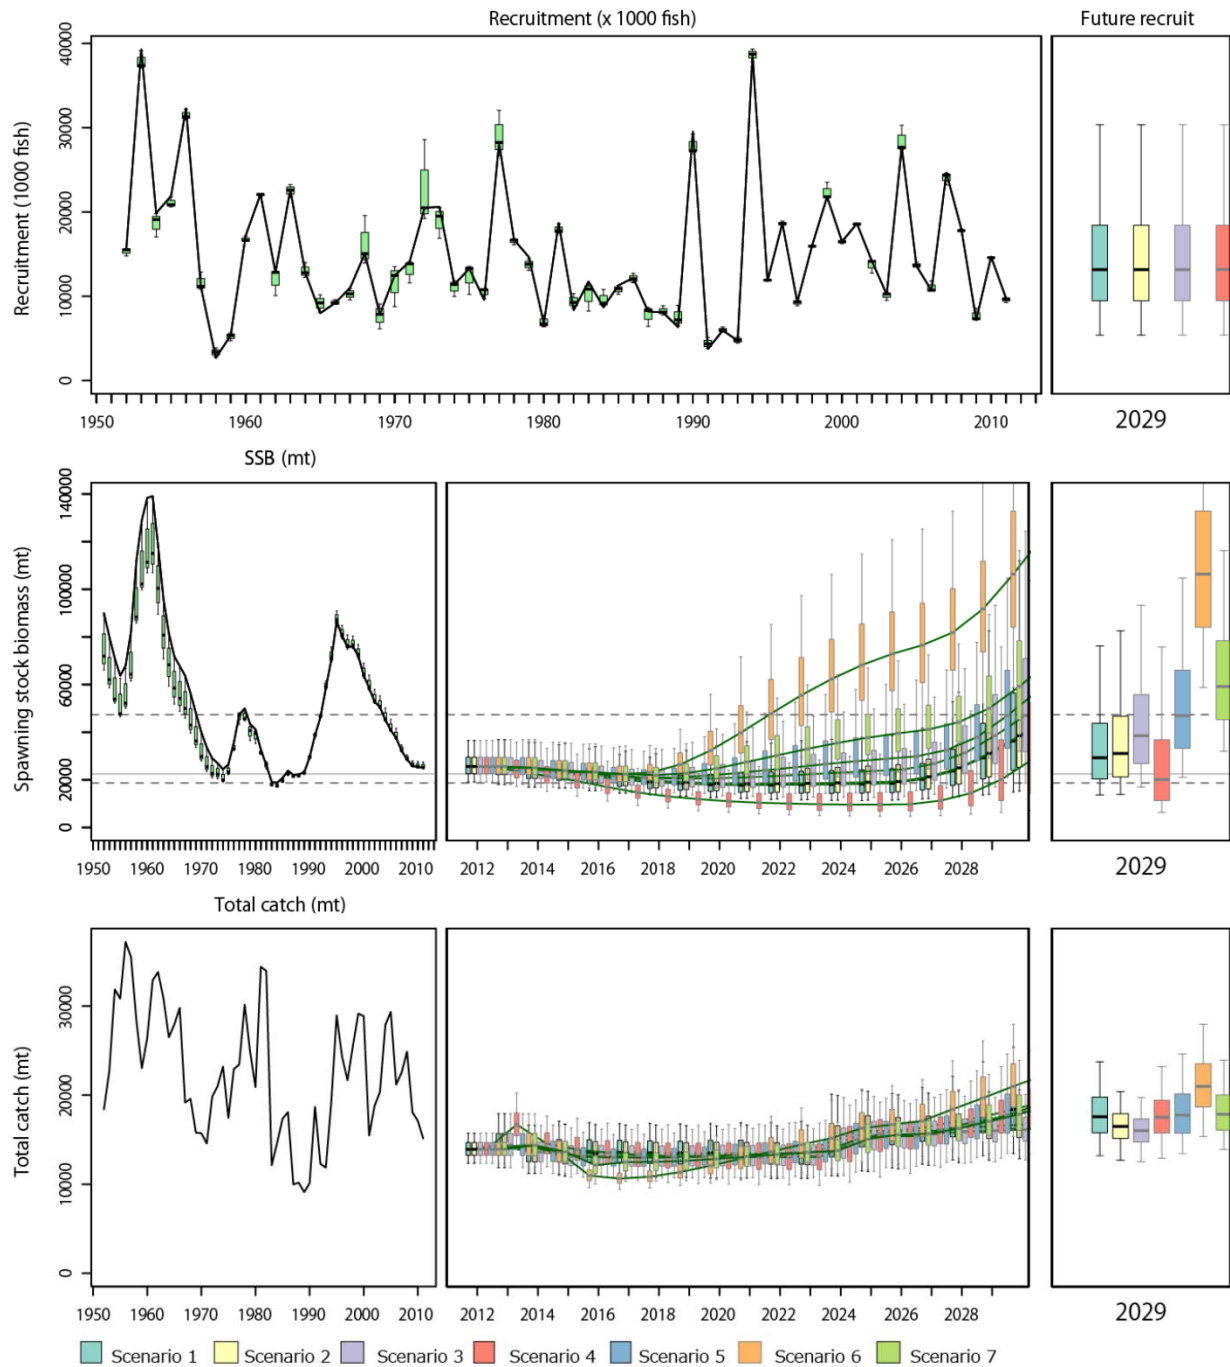 Recruitment (x 1000 fish)
Future recruit
Recruitment (1000 fish)
40000
30000
20000
10000
0
1950 1960 1970 1980 1990 2000 2010
2029
SSB (mt)
Spawning stock biomass (mt)
140000
100000
60000
20000
0
1950 1960 1970 1980 1990 2000 2010
2012 2014 2016 2018 2020 2022 2024 2026 2028
2029
Total catch (mt)
Total catch (mt)
30000
20000
10000
0
1950 1960 1970 1980 1990 2000 2010
2012 2014 2016 2018 2020 2022 2024 2026 2028
2029
Scenario 1 Scenario 2 Scenario 3 Scenario 4 Scenario 5 Scenario 6 Scenario 7